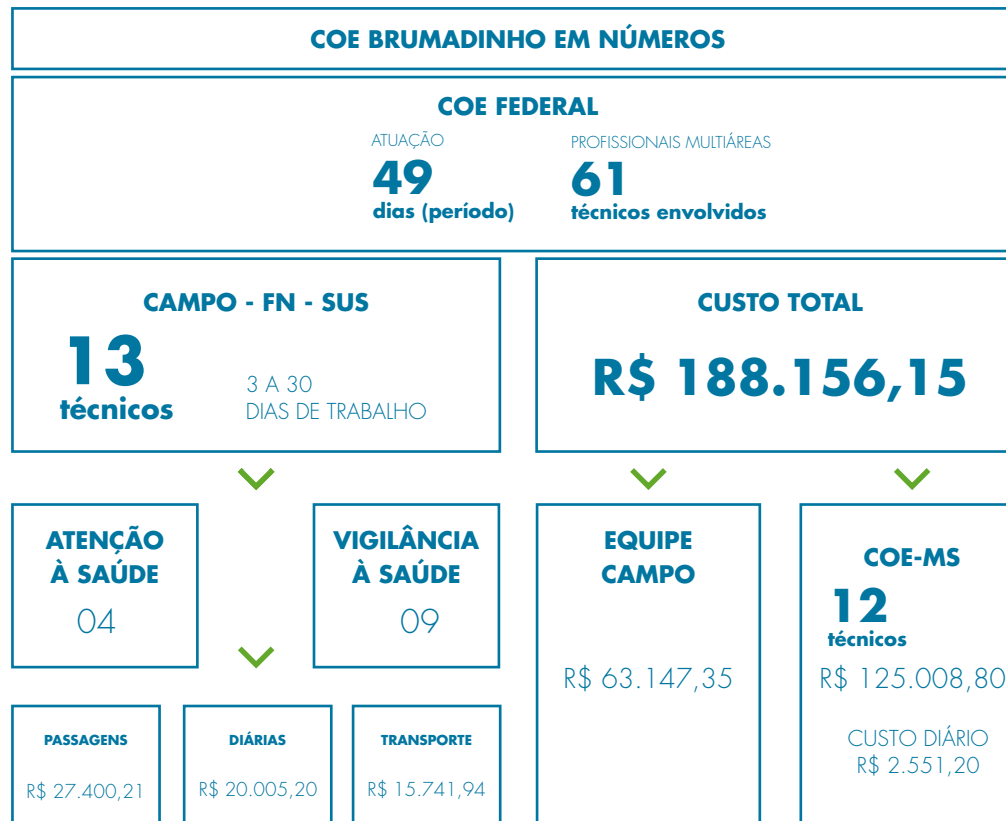 COE BRUMADINHO EM NÚMEROS
COE FEDERAL
ATUAÇÃO
49
dias (período)
PROFISSIONAIS MULTIÁREAS
61
técnicos envolvidos
CAMPO - FN - SUS
13
técnicos
3 A 30
DIAS DE TRABALHO
CUSTO TOTAL
R$ 188.156,15
ATENÇÃO
À SAÚDE
04
VIGILÂNCIA
À SAÚDE
09
EQUIPE
CAMPO
R$ 63.147,35
COE-MS
12
técnicos
R$ 125.008,80
CUSTO DIÁRIO
R$ 2.551,20
PASSAGENS
R$ 27.400,21
DIÁRIAS
R$ 20.005,20
TRANSPORTE
R$ 15.741,94